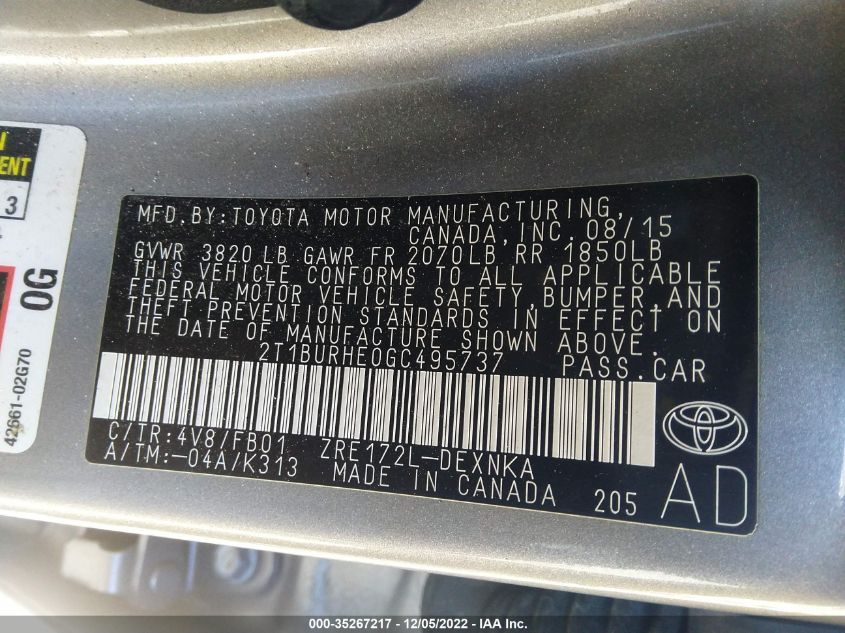 MFD.BY:TOYOTA MOTOR MANUFACTURING,
CANADA, INC. 08/15
GVWR 3820 LB GAWR FR 2070LB RR 1850LB
THIS VEHICLE CONFORMS TO ALL APPLICABLE
FEDERAL MOTOR VEHICLE SAFETY,BUMPER,AND
THEFT PREVENTION STANDARDS IN EFFECT ON
THE DATE OF MANUFACTURE SHOWN ABOVE.
2T1BURHE0GC495737 PASS.CAR
C/TR:4V8/FB01 ZRE172L-DEXNKA
A/TM:-04A/K313 MADE IN CANADA 205
AD
3
0G
42661-02G70
000-35267217 - 12/05/2022 - IAA Inc.